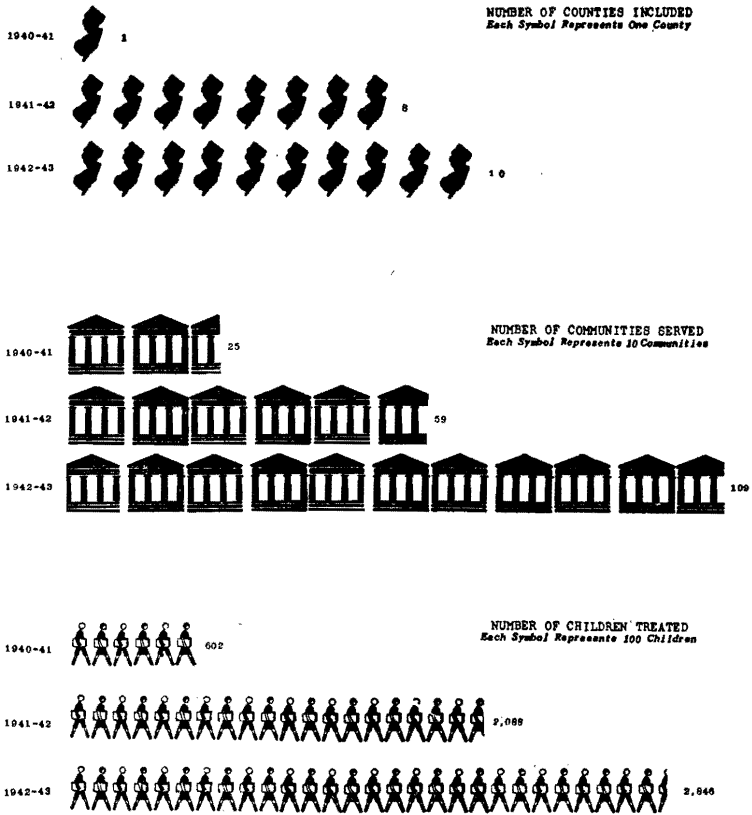 NUMBER OF COUNTIES INCLUDED
Each Symbol Represents One County
1940-41 1
1941-42 8
1942-43 10
NUMBER OF COMMUNITIES SERVED
Each Symbol Represents 10 Communities
1940-41 25
1941-42 59
1942-43 109
NUMBER OF CHILDREN TREATED
Each Symbol Represents 100 Children
1940-41 602
1941-42 2,088
1942-43 2,846